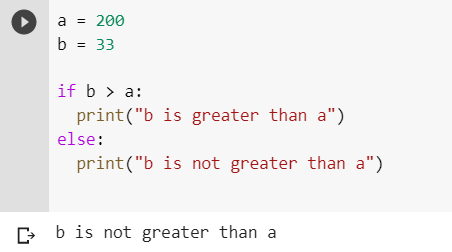 a = 200
b = 33

if b > a:
  print("b is greater than a")
else:
  print("b is not greater than a")
b is not greater than a